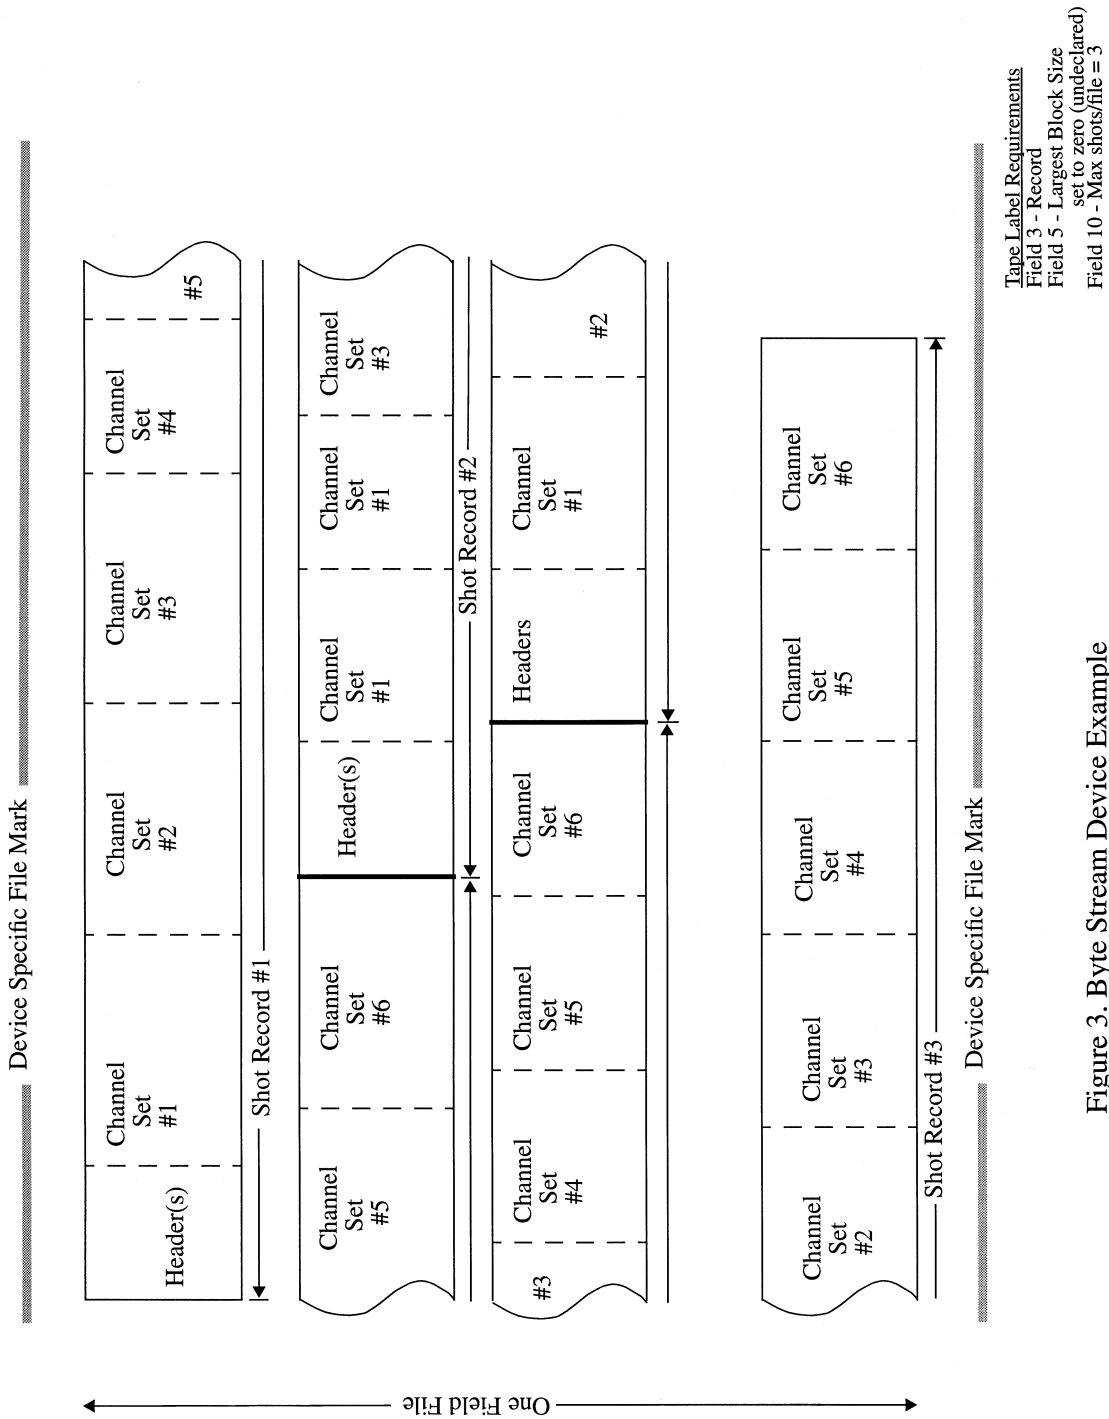 Device Specific File Mark
Header(s)
Channel
Set
#1
Channel
Set
#2
Channel
Set
#3
Channel
Set
#4
#5
Shot Record #1
Channel
Set
#5
Channel
Set
#6
Header(s)
Channel
Set
#1
Channel
Set
#1
Channel
Set
#3
Shot Record #2
#3
Channel
Set
#4
Channel
Set
#5
Channel
Set
#6
Headers
Channel
Set
#1
#2
Channel
Set
#2
Channel
Set
#3
Channel
Set
#4
Channel
Set
#5
Channel
Set
#6
Shot Record #3
Device Specific File Mark
One Field File
Tape Label Requirements
Field 3 - Record
Field 5 - Largest Block Size
set to zero (undeclared)
Field 10 - Max shots/file = 3
Figure 3. Byte Stream Device Example